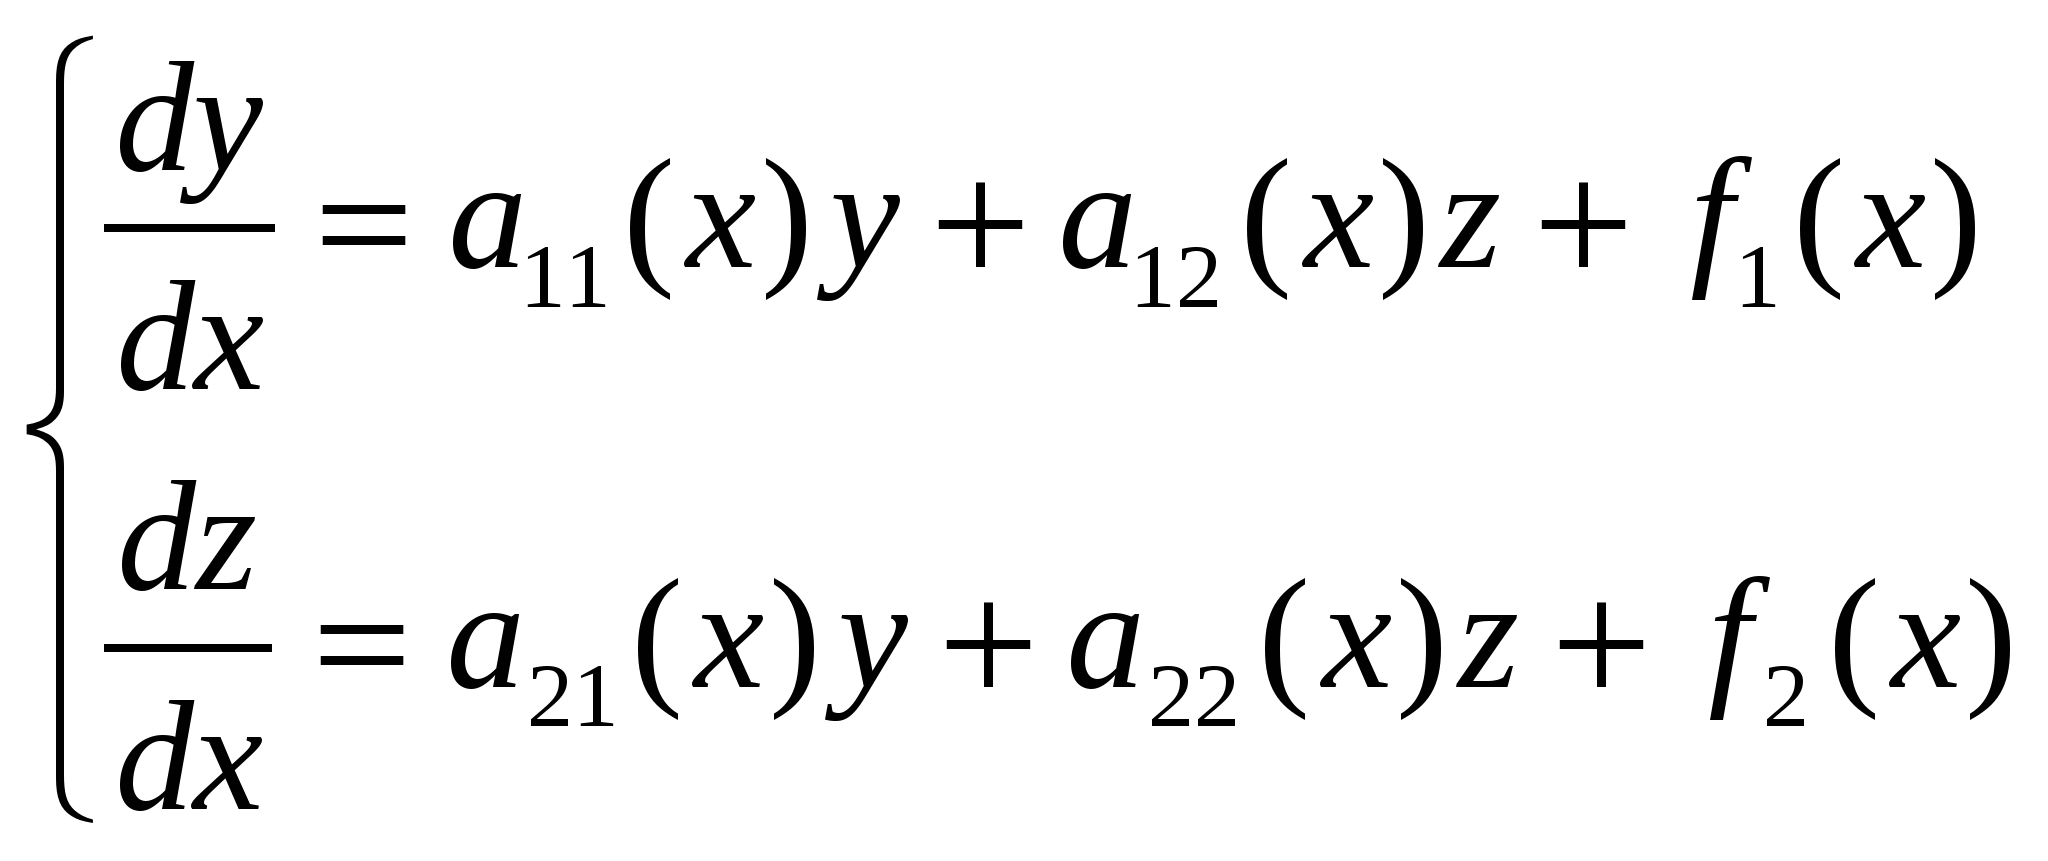 dy/dx = a₁₁(x)y + a₁₂(x)z + f₁(x)
dz/dx = a₂₁(x)y + a₂₂(x)z + f₂(x)